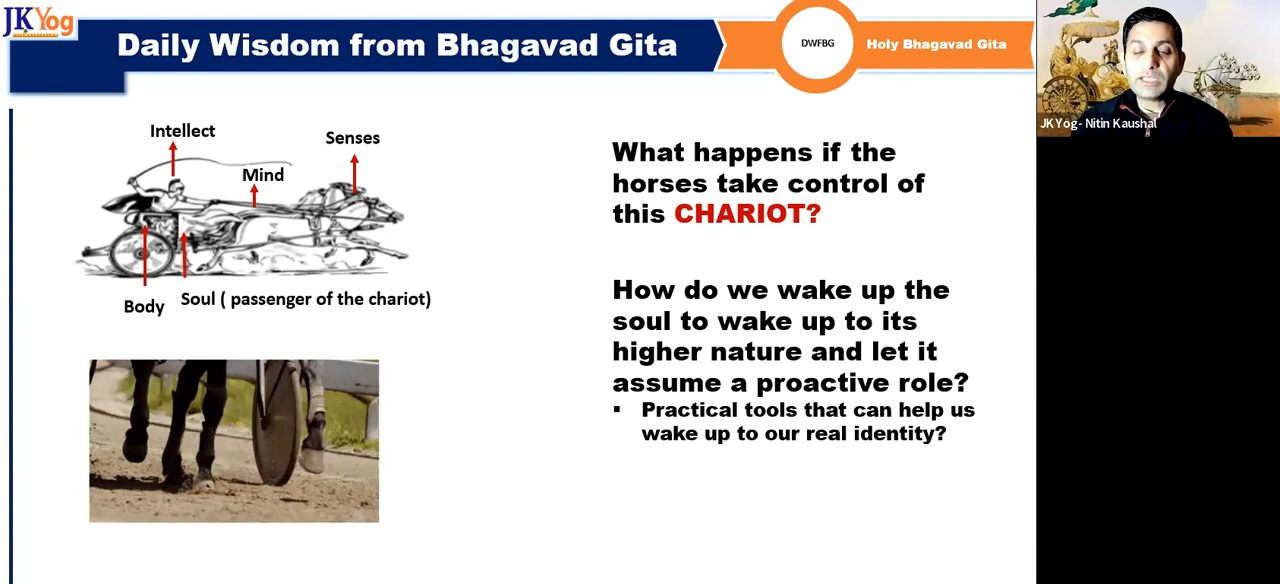 JKYog
Daily Wisdom from Bhagavad Gita
DWFBG
Holy Bhagavad Gita
JKYog- Nitin Kaushal
Intellect
Senses
Mind
Body
Soul ( passenger of the chariot)
What happens if the
horses take control of
this CHARIOT?
How do we wake up the
soul to wake up to its
higher nature and let it
assume a proactive role?
▪ Practical tools that can help us
wake up to our real identity?